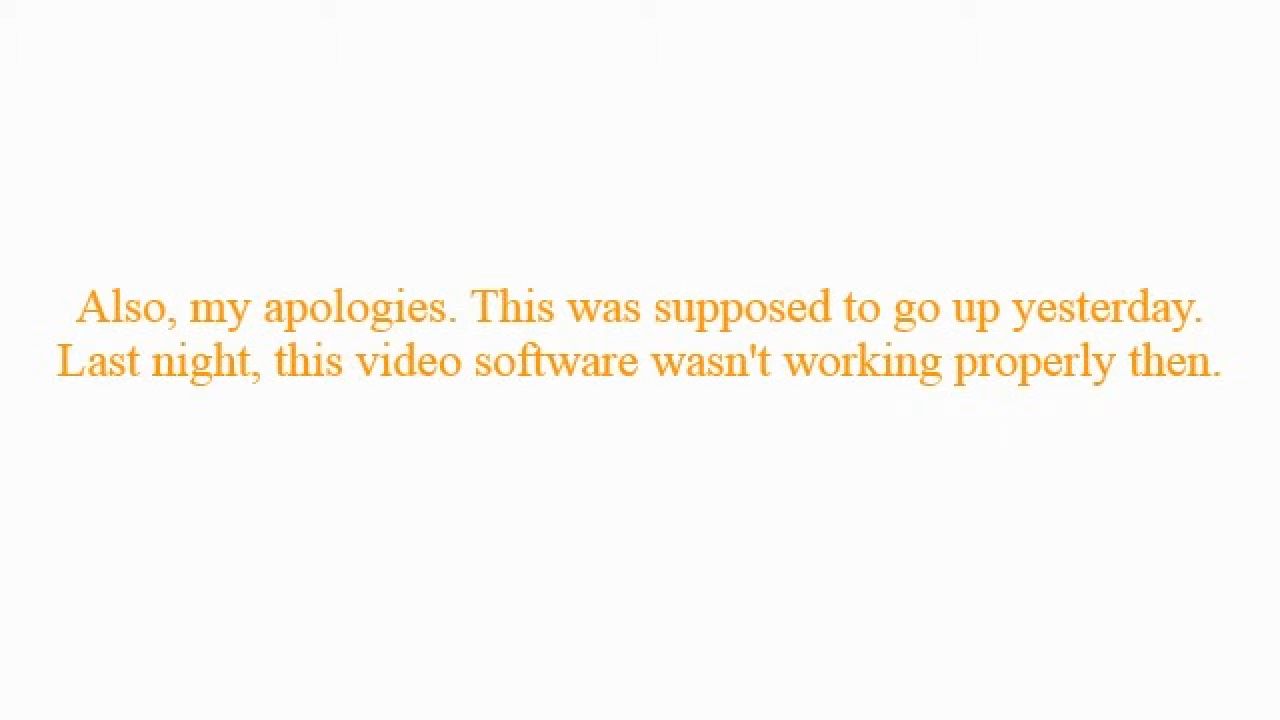 Also, my apologies. This was supposed to go up yesterday.
Last night, this video software wasn't working properly then.